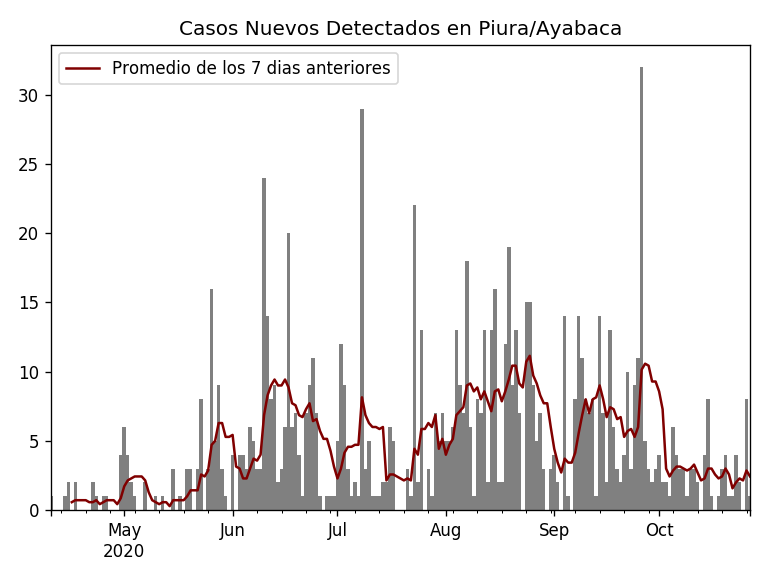 Casos Nuevos Detectados en Piura/Ayabaca
Promedio de los 7 dias anteriores
30
25
20
15
10
5
0
May Jun Jul Aug Sep Oct
2020